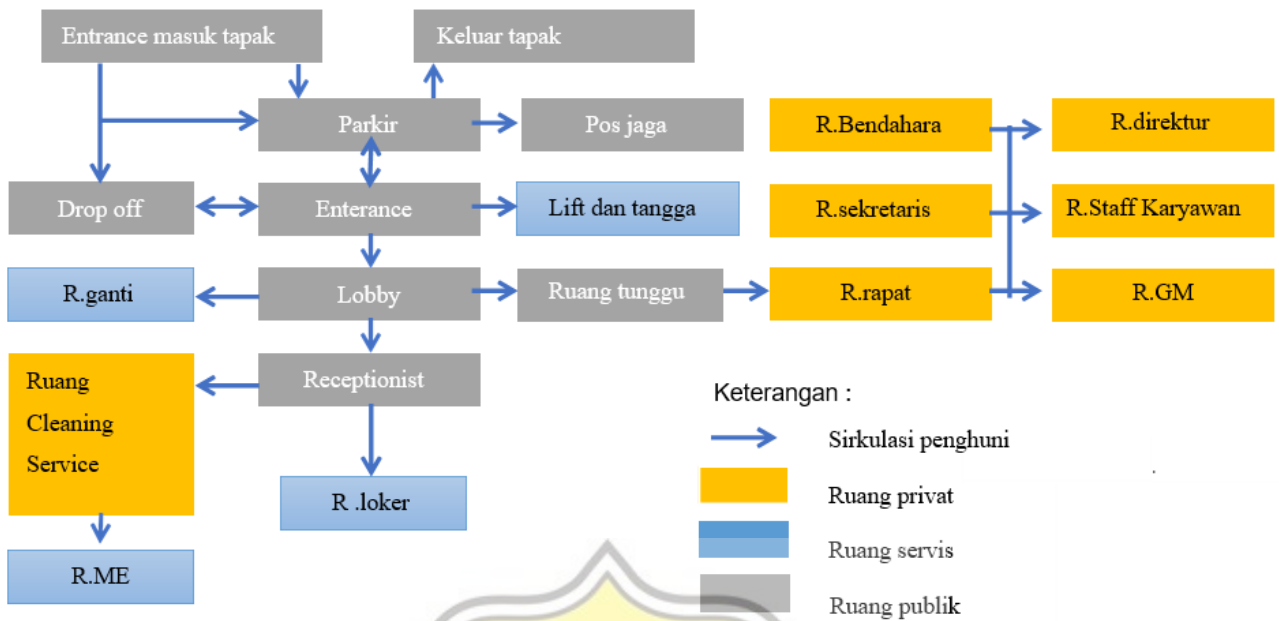 Entrance masuk tapak
Keluar tapak
Parkir
Pos jaga
R.Bendahara
R.direktur
Drop off
Enterance
Lift dan tangga
R.sekretaris
R.Staff Karyawan
R.ganti
Lobby
Ruang tunggu
R.rapat
R.GM
Ruang
Cleaning
Service
Receptionist
R .loker
R.ME
Keterangan :
Sirkulasi penghuni
Ruang privat
Ruang servis
Ruang publik